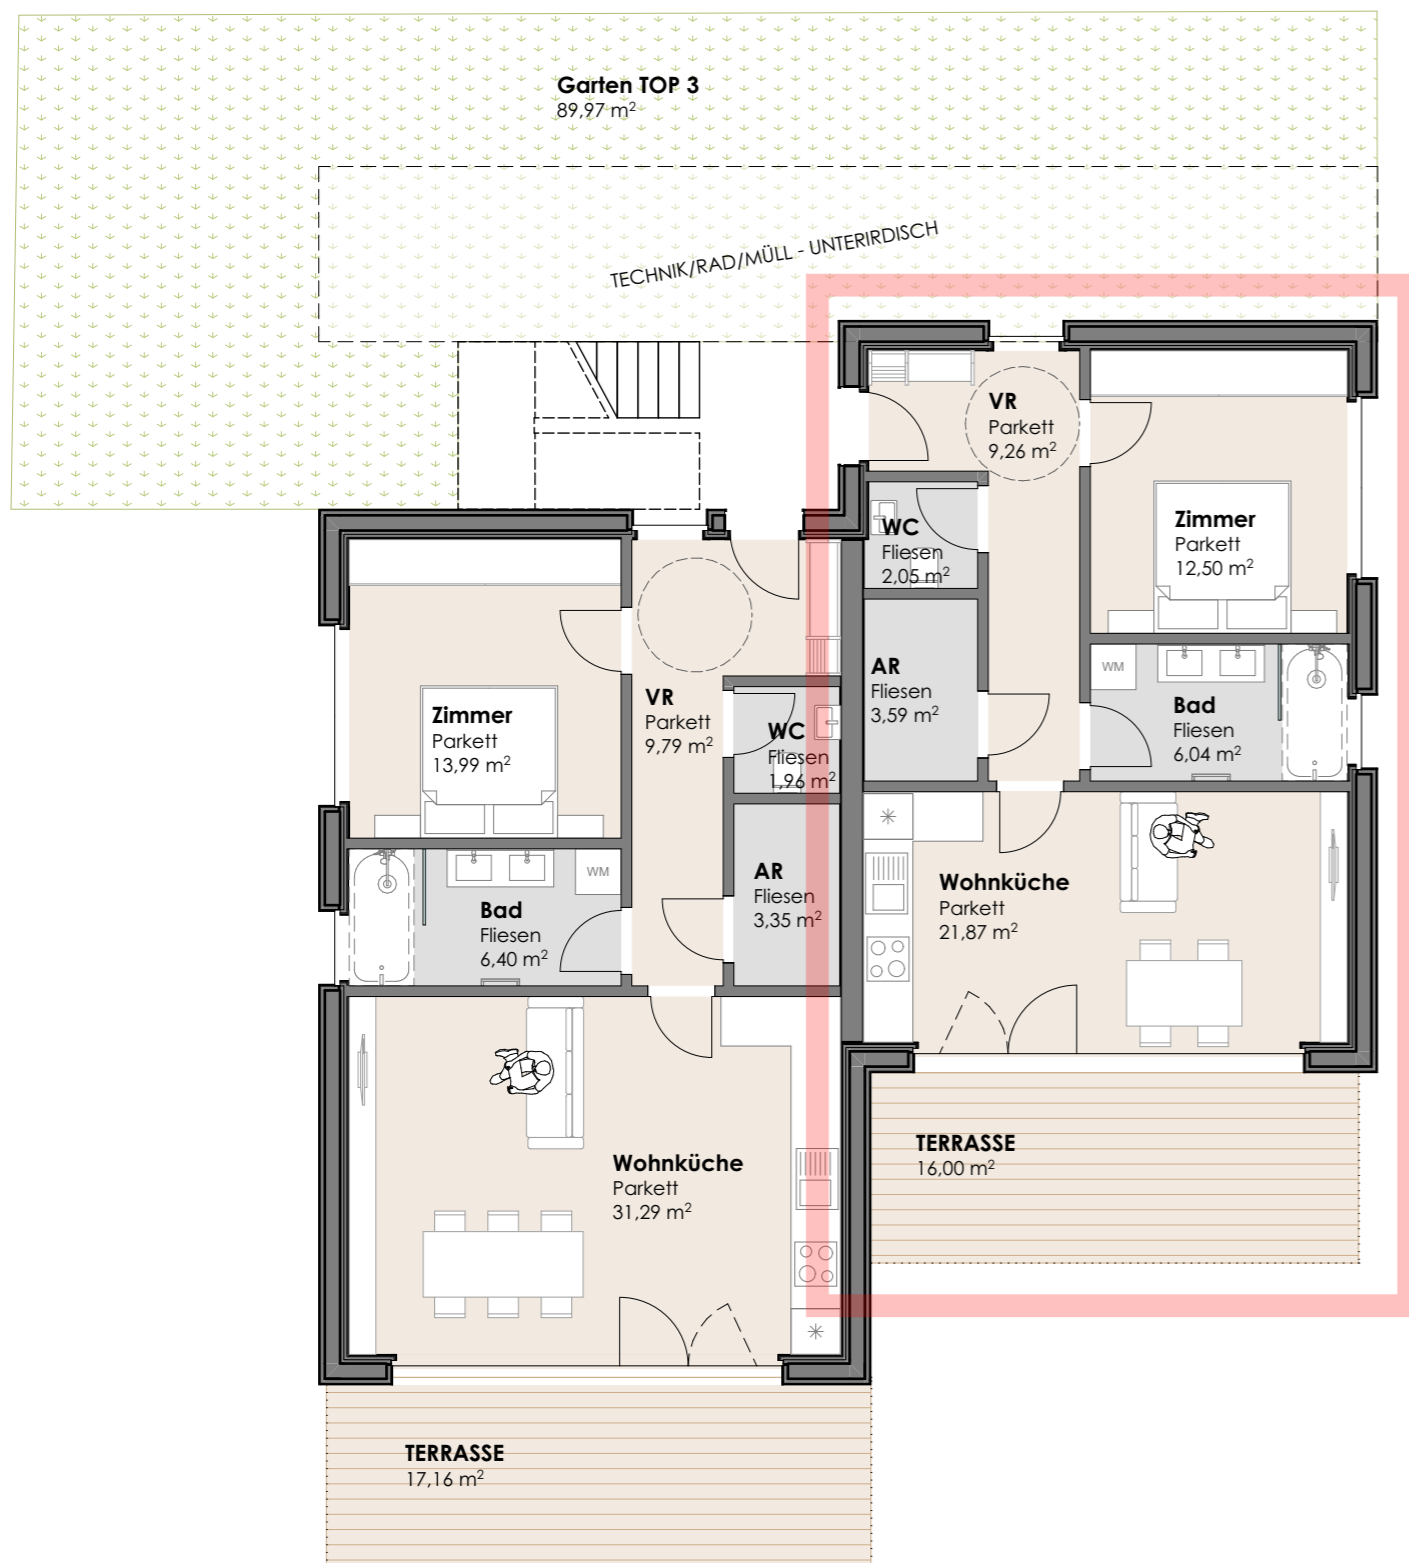 Garten TOP 3
89,97 m²
TECHNIK/RAD/MÜLL - UNTERIRDISCH
VR
Parkett
9,26 m²
Zimmer
Parkett
12,50 m²
WC
Fliesen
2,05 m²
AR
Fliesen
3,59 m²
WM
Bad
Fliesen
6,04 m²
Wohnküche
Parkett
21,87 m²
TERRASSE
16,00 m²
Zimmer
Parkett
13,99 m²
VR
Parkett
9,79 m²
WC
Fliesen
1,96 m²
AR
Fliesen
3,35 m²
WM
Bad
Fliesen
6,40 m²
Wohnküche
Parkett
31,29 m²
TERRASSE
17,16 m²